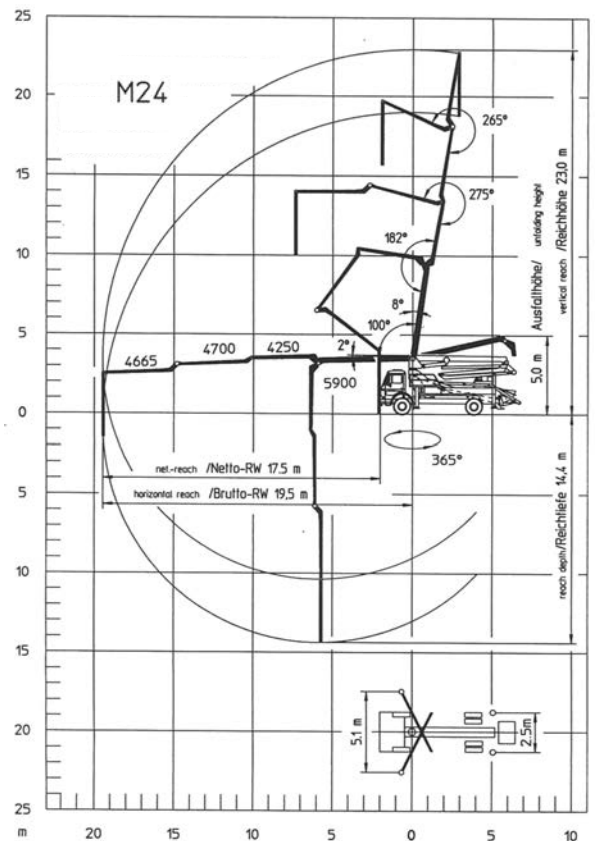 25
M24
20
265°
15
275°
182°
10
8°
100°
5
4665
4700
4250
2°
5900
0
365°
net.-reach /Netto-RW 17.5 m
horizontal reach /Brutto-RW 19,5 m
5
10
15
20
25
m
20
15
10
5
0
5
10
5.1 m
2.5m
Ausfalthöhe/ unfolding height
5,0 m
vertical reach /Reichhöhe 23,0 m
reach depth/Reichtiefe 14,4 m